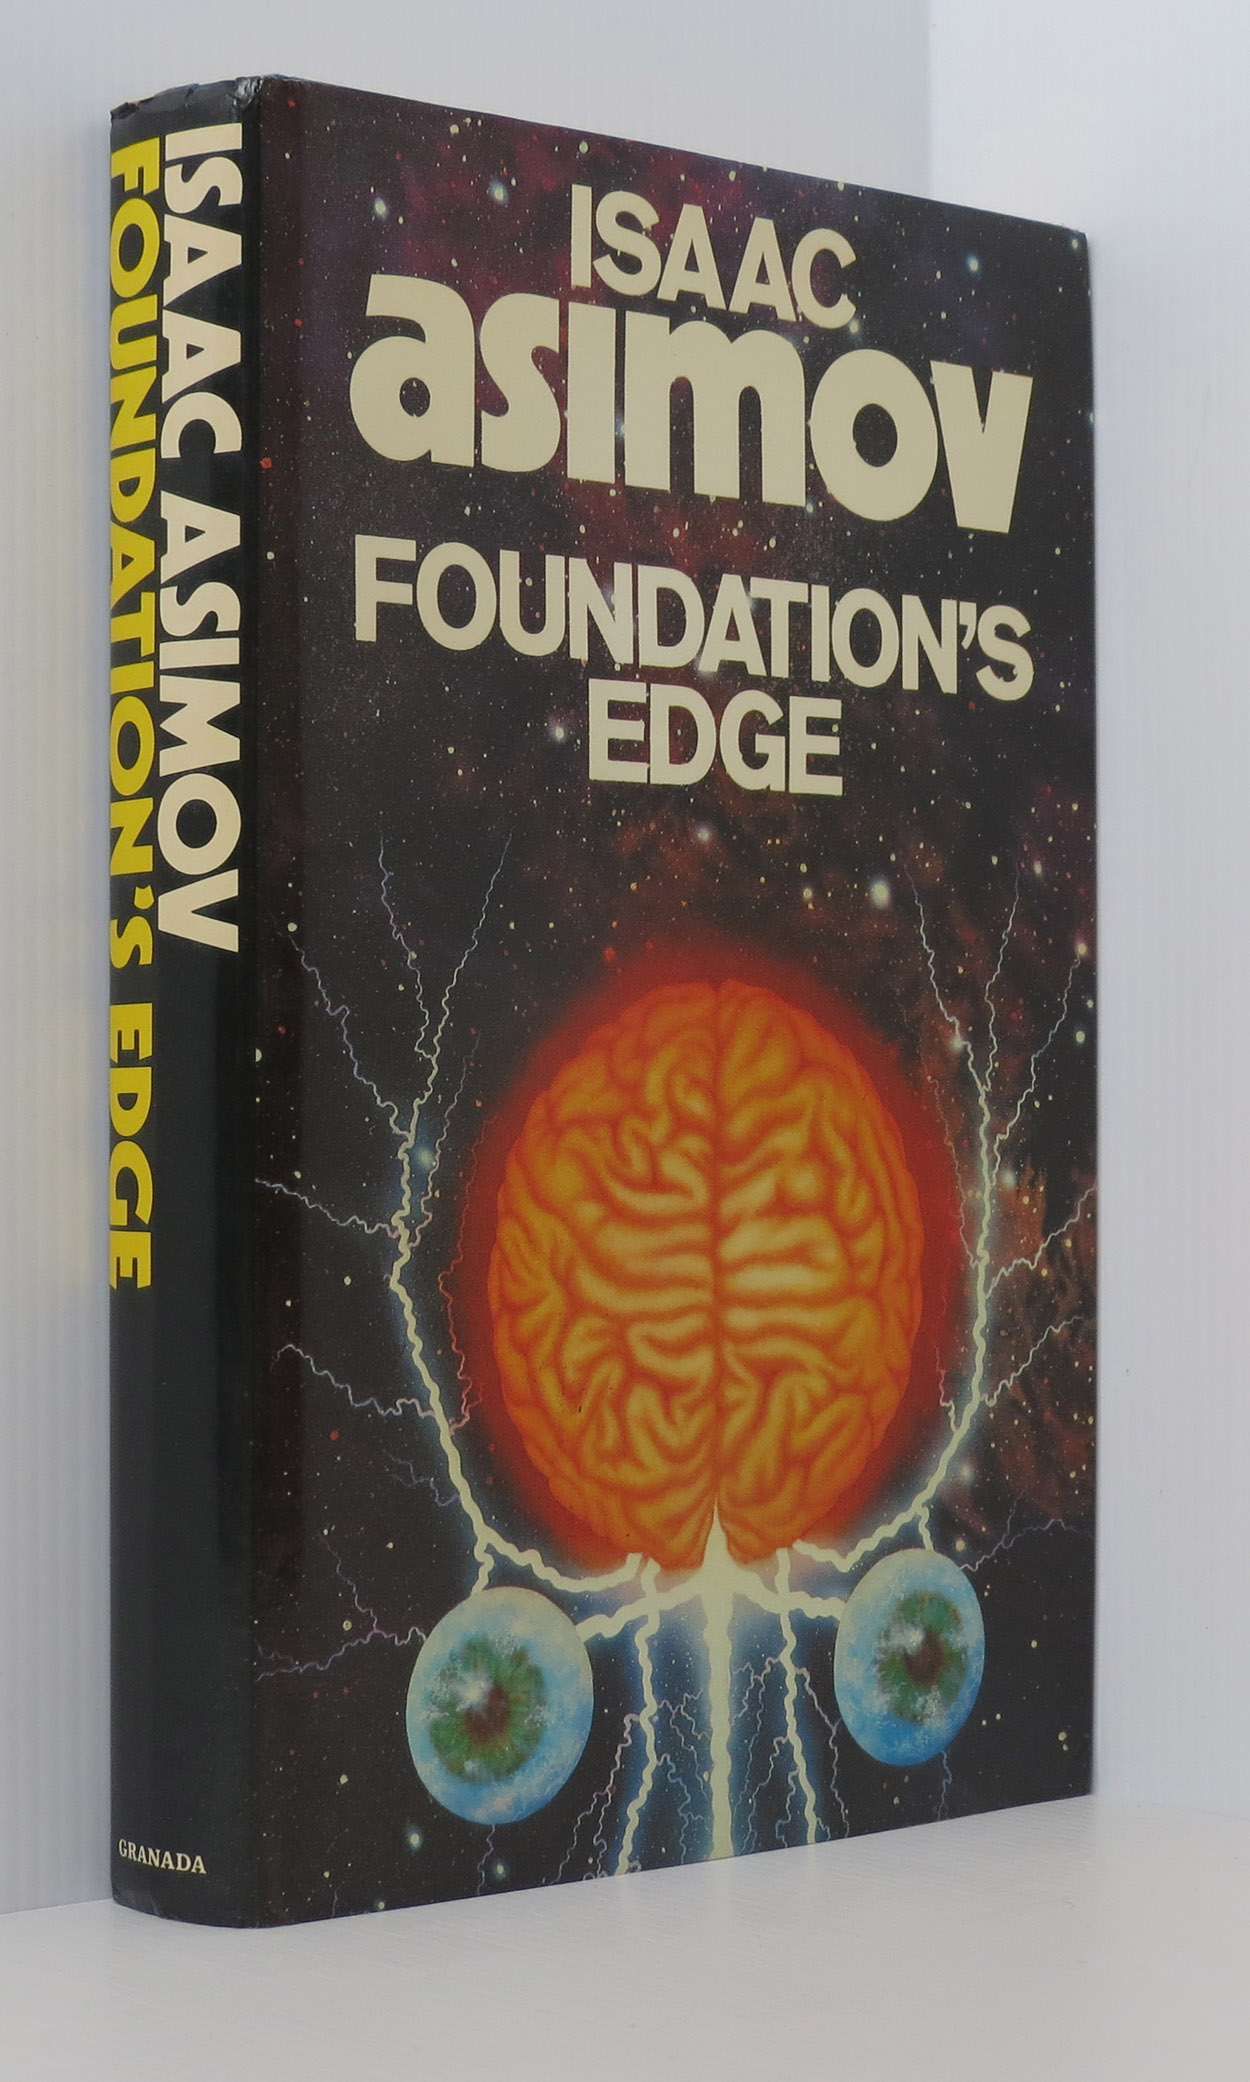 ISAAC ASIMOV
FOUNDATION'S EDGE
GRANADA
ISAAC
asimov
FOUNDATION'S
EDGE